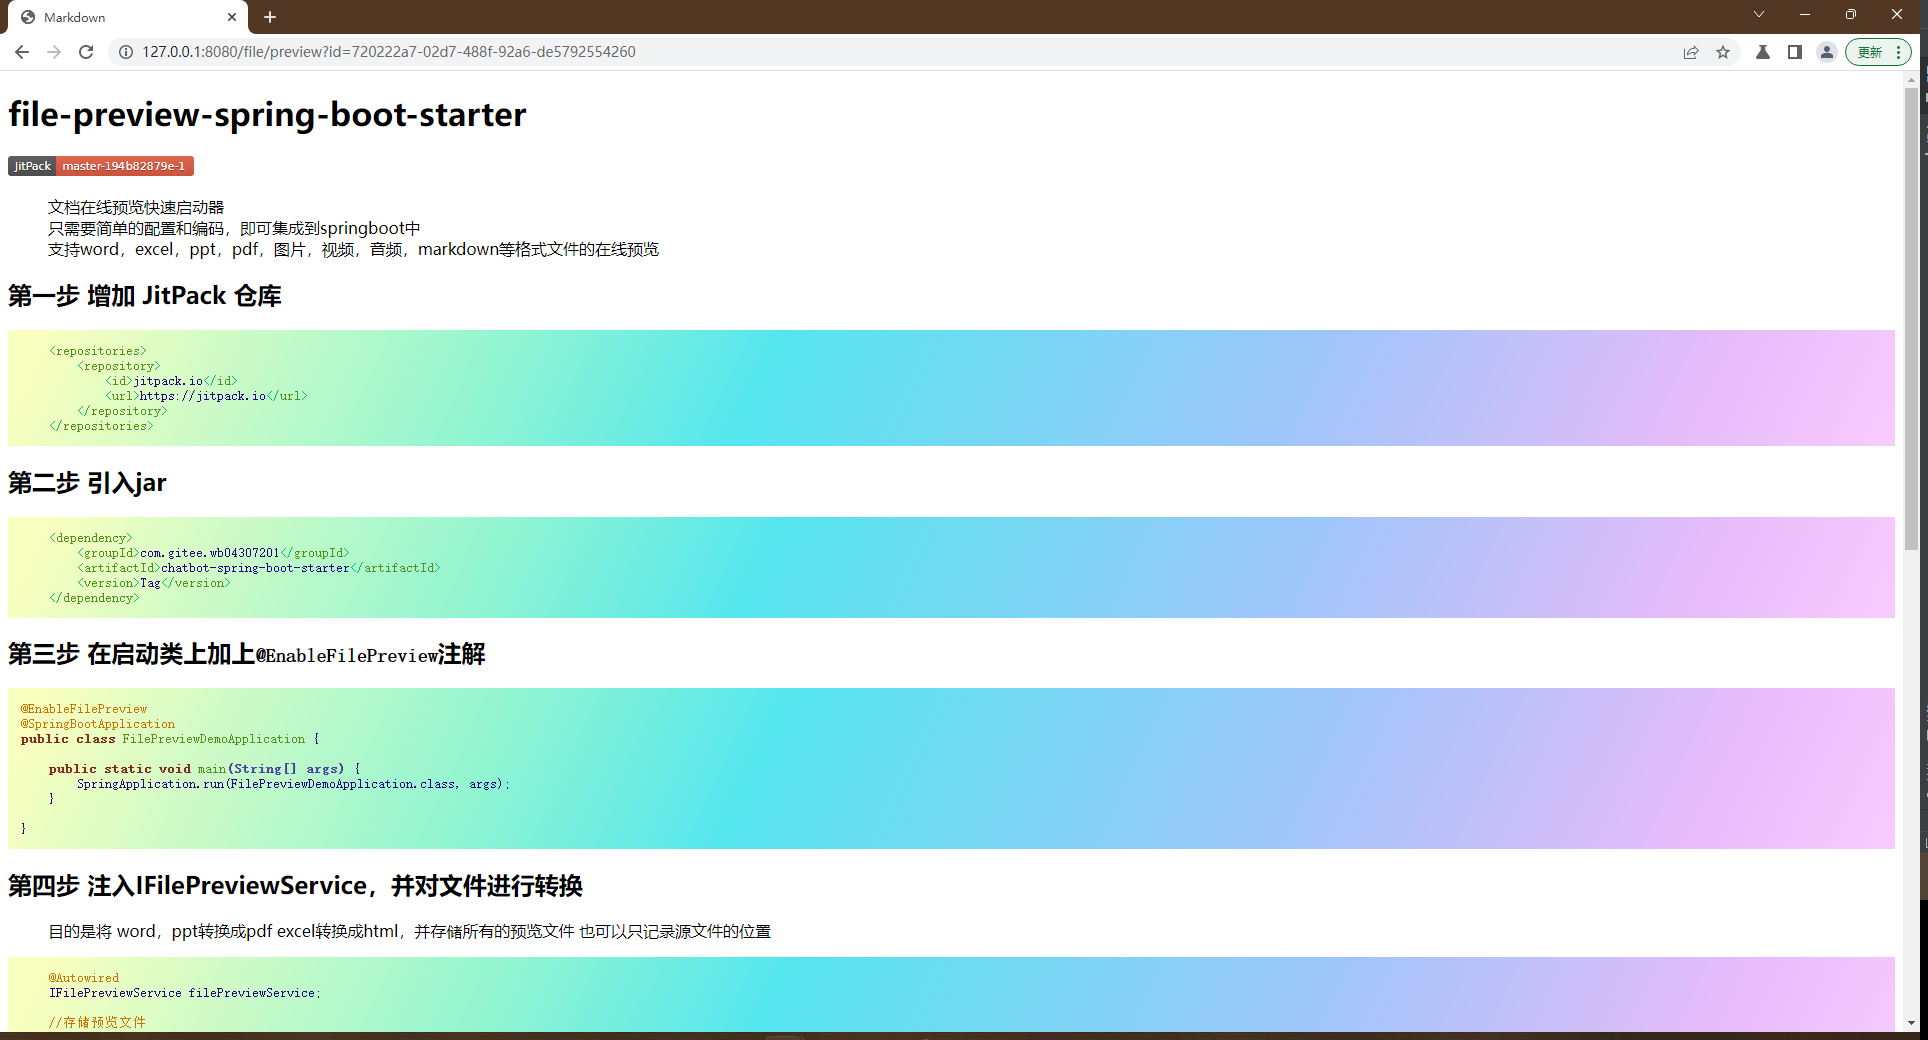 Markdown
127.0.0.1:8080/file/preview?id=720222a7-02d7-488f-92a6-de5792554260
更新
file-preview-spring-boot-starter
JitPack master-194b82879e-1
文档在线预览快速启动器
只需要简单的配置和编码，即可集成到springboot中
支持word，excel，ppt，pdf，图片，视频，音频，markdown等格式文件的在线预览
第一步 增加 JitPack 仓库
<repositories>
<repository>
<id>jitpack.io</id>
<url>https://jitpack.io</url>
</repository>
</repositories>
第二步 引入jar
<dependency>
<groupId>com.gitee.wb04307201</groupId>
<artifactId>chatbot-spring-boot-starter</artifactId>
<version>Tag</version>
</dependency>
第三步 在启动类上加上@EnableFilePreview注解
@EnableFilePreview
@SpringBootApplication
public class FilePreviewDemoApplication {
public static void main(String[] args) {
SpringApplication.run(FilePreviewDemoApplication.class, args);
}
}
第四步 注入IFilePreviewService，并对文件进行转换
目的是将 word，ppt转换成pdf excel转换成html，并存储所有的预览文件 也可以只记录源文件的位置
@Autowired
IFilePreviewService filePreviewService;
//存储预览文件